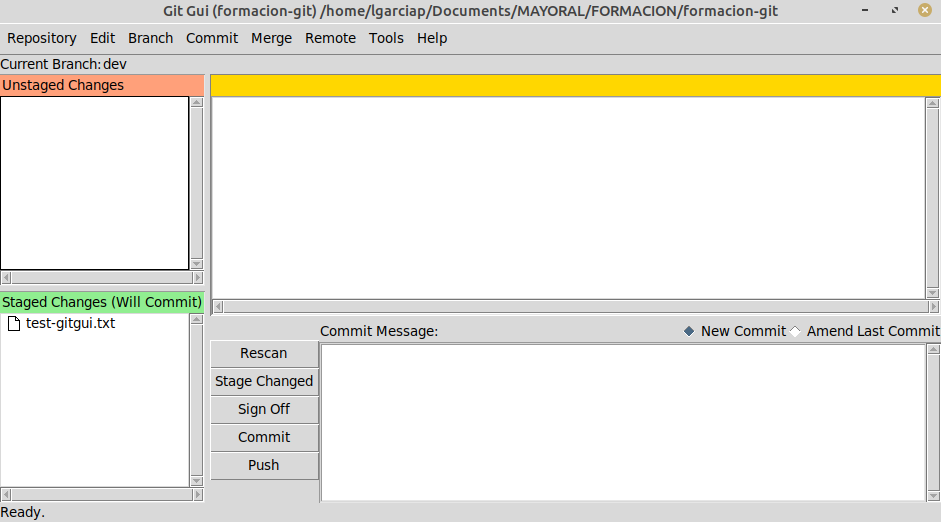 Git Gui (formacion-git) /home/lgarciap/Documents/MAYORAL/FORMACION/formacion-git
Repository Edit Branch Commit Merge Remote Tools Help
Current Branch: dev
Unstaged Changes
Staged Changes (Will Commit)
test-gitgui.txt
Commit Message: New Commit Amend Last Commit
Rescan
Stage Changed
Sign Off
Commit
Push
Ready.